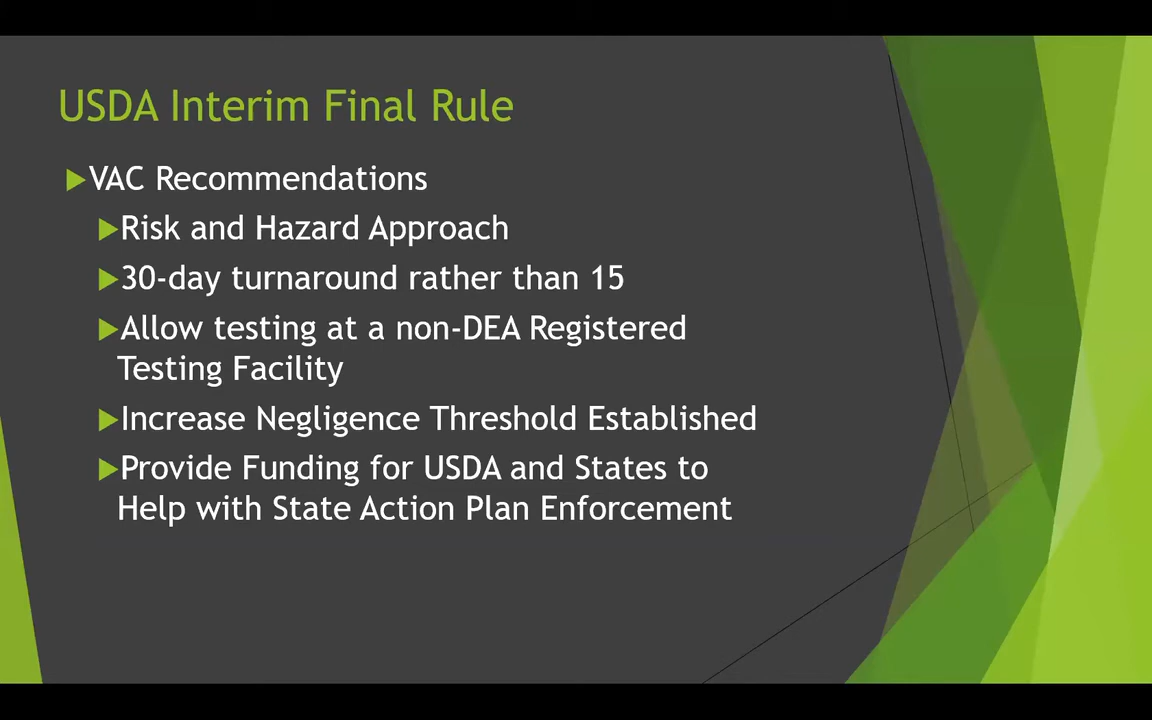 USDA Interim Final Rule
VAC Recommendations
Risk and Hazard Approach
30-day turnaround rather than 15
Allow testing at a non-DEA Registered
Testing Facility
Increase Negligence Threshold Established
Provide Funding for USDA and States to
Help with State Action Plan Enforcement